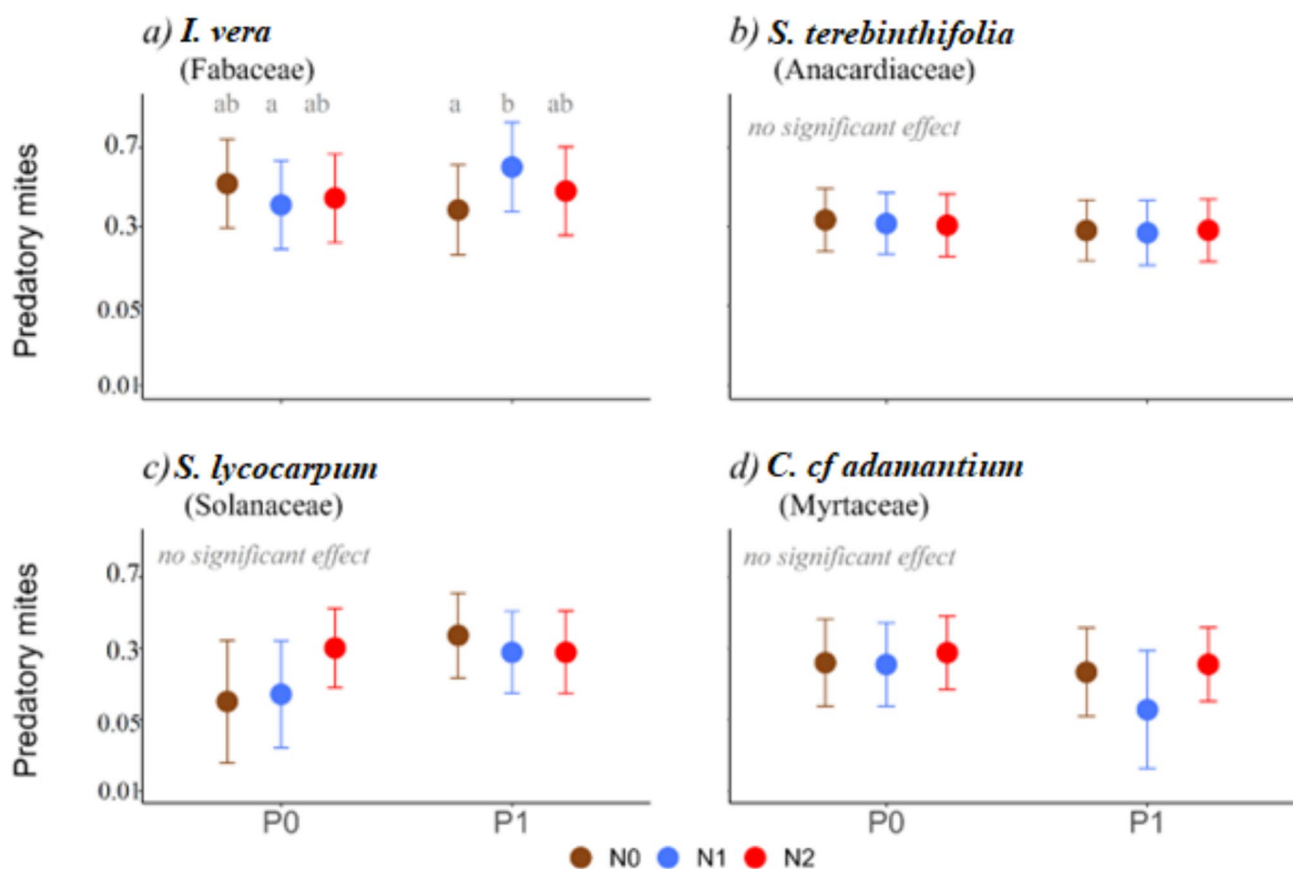 a) I. vera
(Fabaceae)
b) S. terebinthifolia
(Anacardiaceae)
ab a ab a b ab
no significant effect
Predatory mites
0.7
0.3
0.05
0.01
P0 P1
c) S. lycocarpum
(Solanaceae)
d) C. cf adamantium
(Myrtaceae)
no significant effect
no significant effect
Predatory mites
0.7
0.3
0.05
0.01
P0 P1
P0 P1
N0 N1 N2